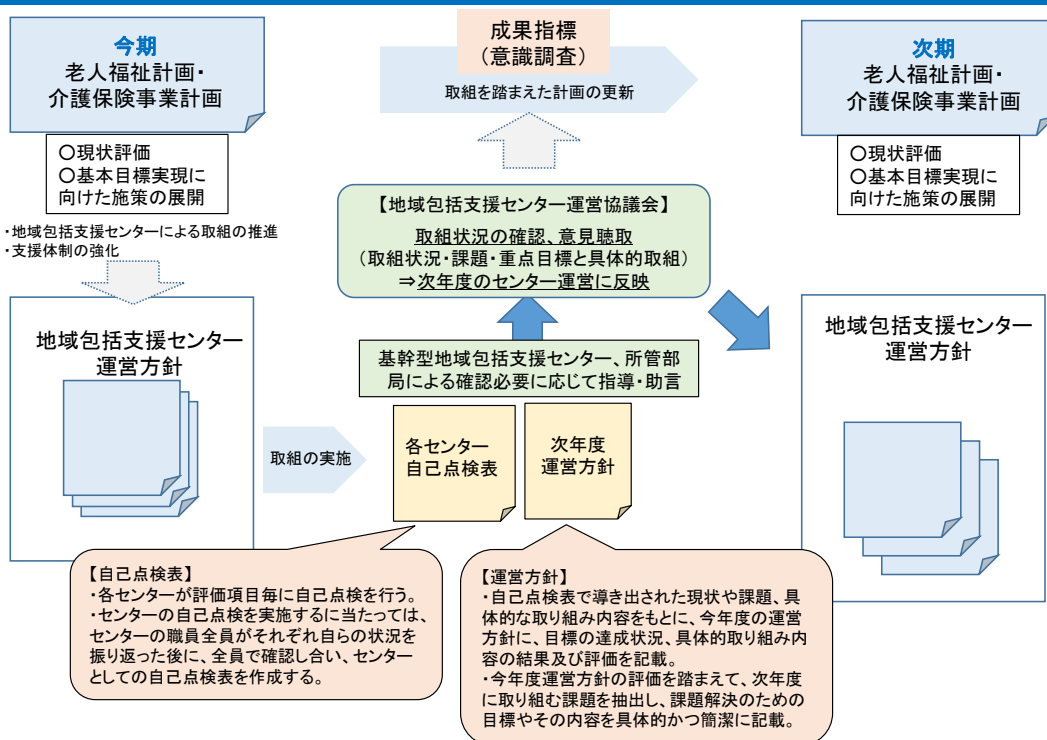 今期
老人福祉計画・
介護保険事業計画
〇現状評価
〇基本目標実現に
向けた施策の展開
・地域包括支援センターによる取組の推進
・支援体制の強化
地域包括支援センター
運営方針
取組の実施
成果指標
（意識調査）
取組を踏まえた計画の更新
【地域包括支援センター運営協議会】
取組状況の確認、意見聴取
（取組状況・課題・重点目標と具体的取組）
⇒次年度のセンター運営に反映
基幹型地域包括支援センター、所管部
局による確認必要に応じて指導・助言
各センター
自己点検表
次年度
運営方針
次期
老人福祉計画・
介護保険事業計画
〇現状評価
〇基本目標実現に
向けた施策の展開
地域包括支援センター
運営方針
【自己点検表】
・各センターが評価項目毎に自己点検を行う。
・センターの自己点検を実施するに当たっては、
センターの職員全員がそれぞれ自らの状況を
振り返った後に、全員で確認し合い、センター
としての自己点検表を作成する。
【運営方針】
・自己点検表で導き出された現状や課題、具
体的な取り組み内容をもとに、今年度の運営
方針に、目標の達成状況、具体的取り組み内
容の結果及び評価を記載。
・今年度運営方針の評価を踏まえて、次年度
に取り組む課題を抽出し、課題解決のための
目標やその内容を具体的かつ簡潔に記載。